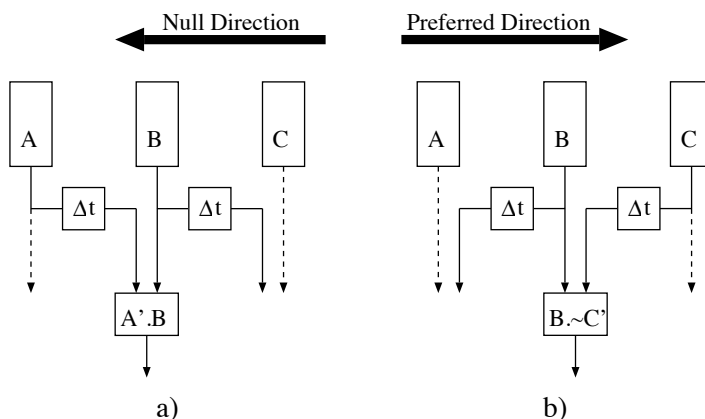 Null Direction Preferred Direction
A B C A B C
Δt Δt Δt Δt
A'.B B.~C'
a) b)